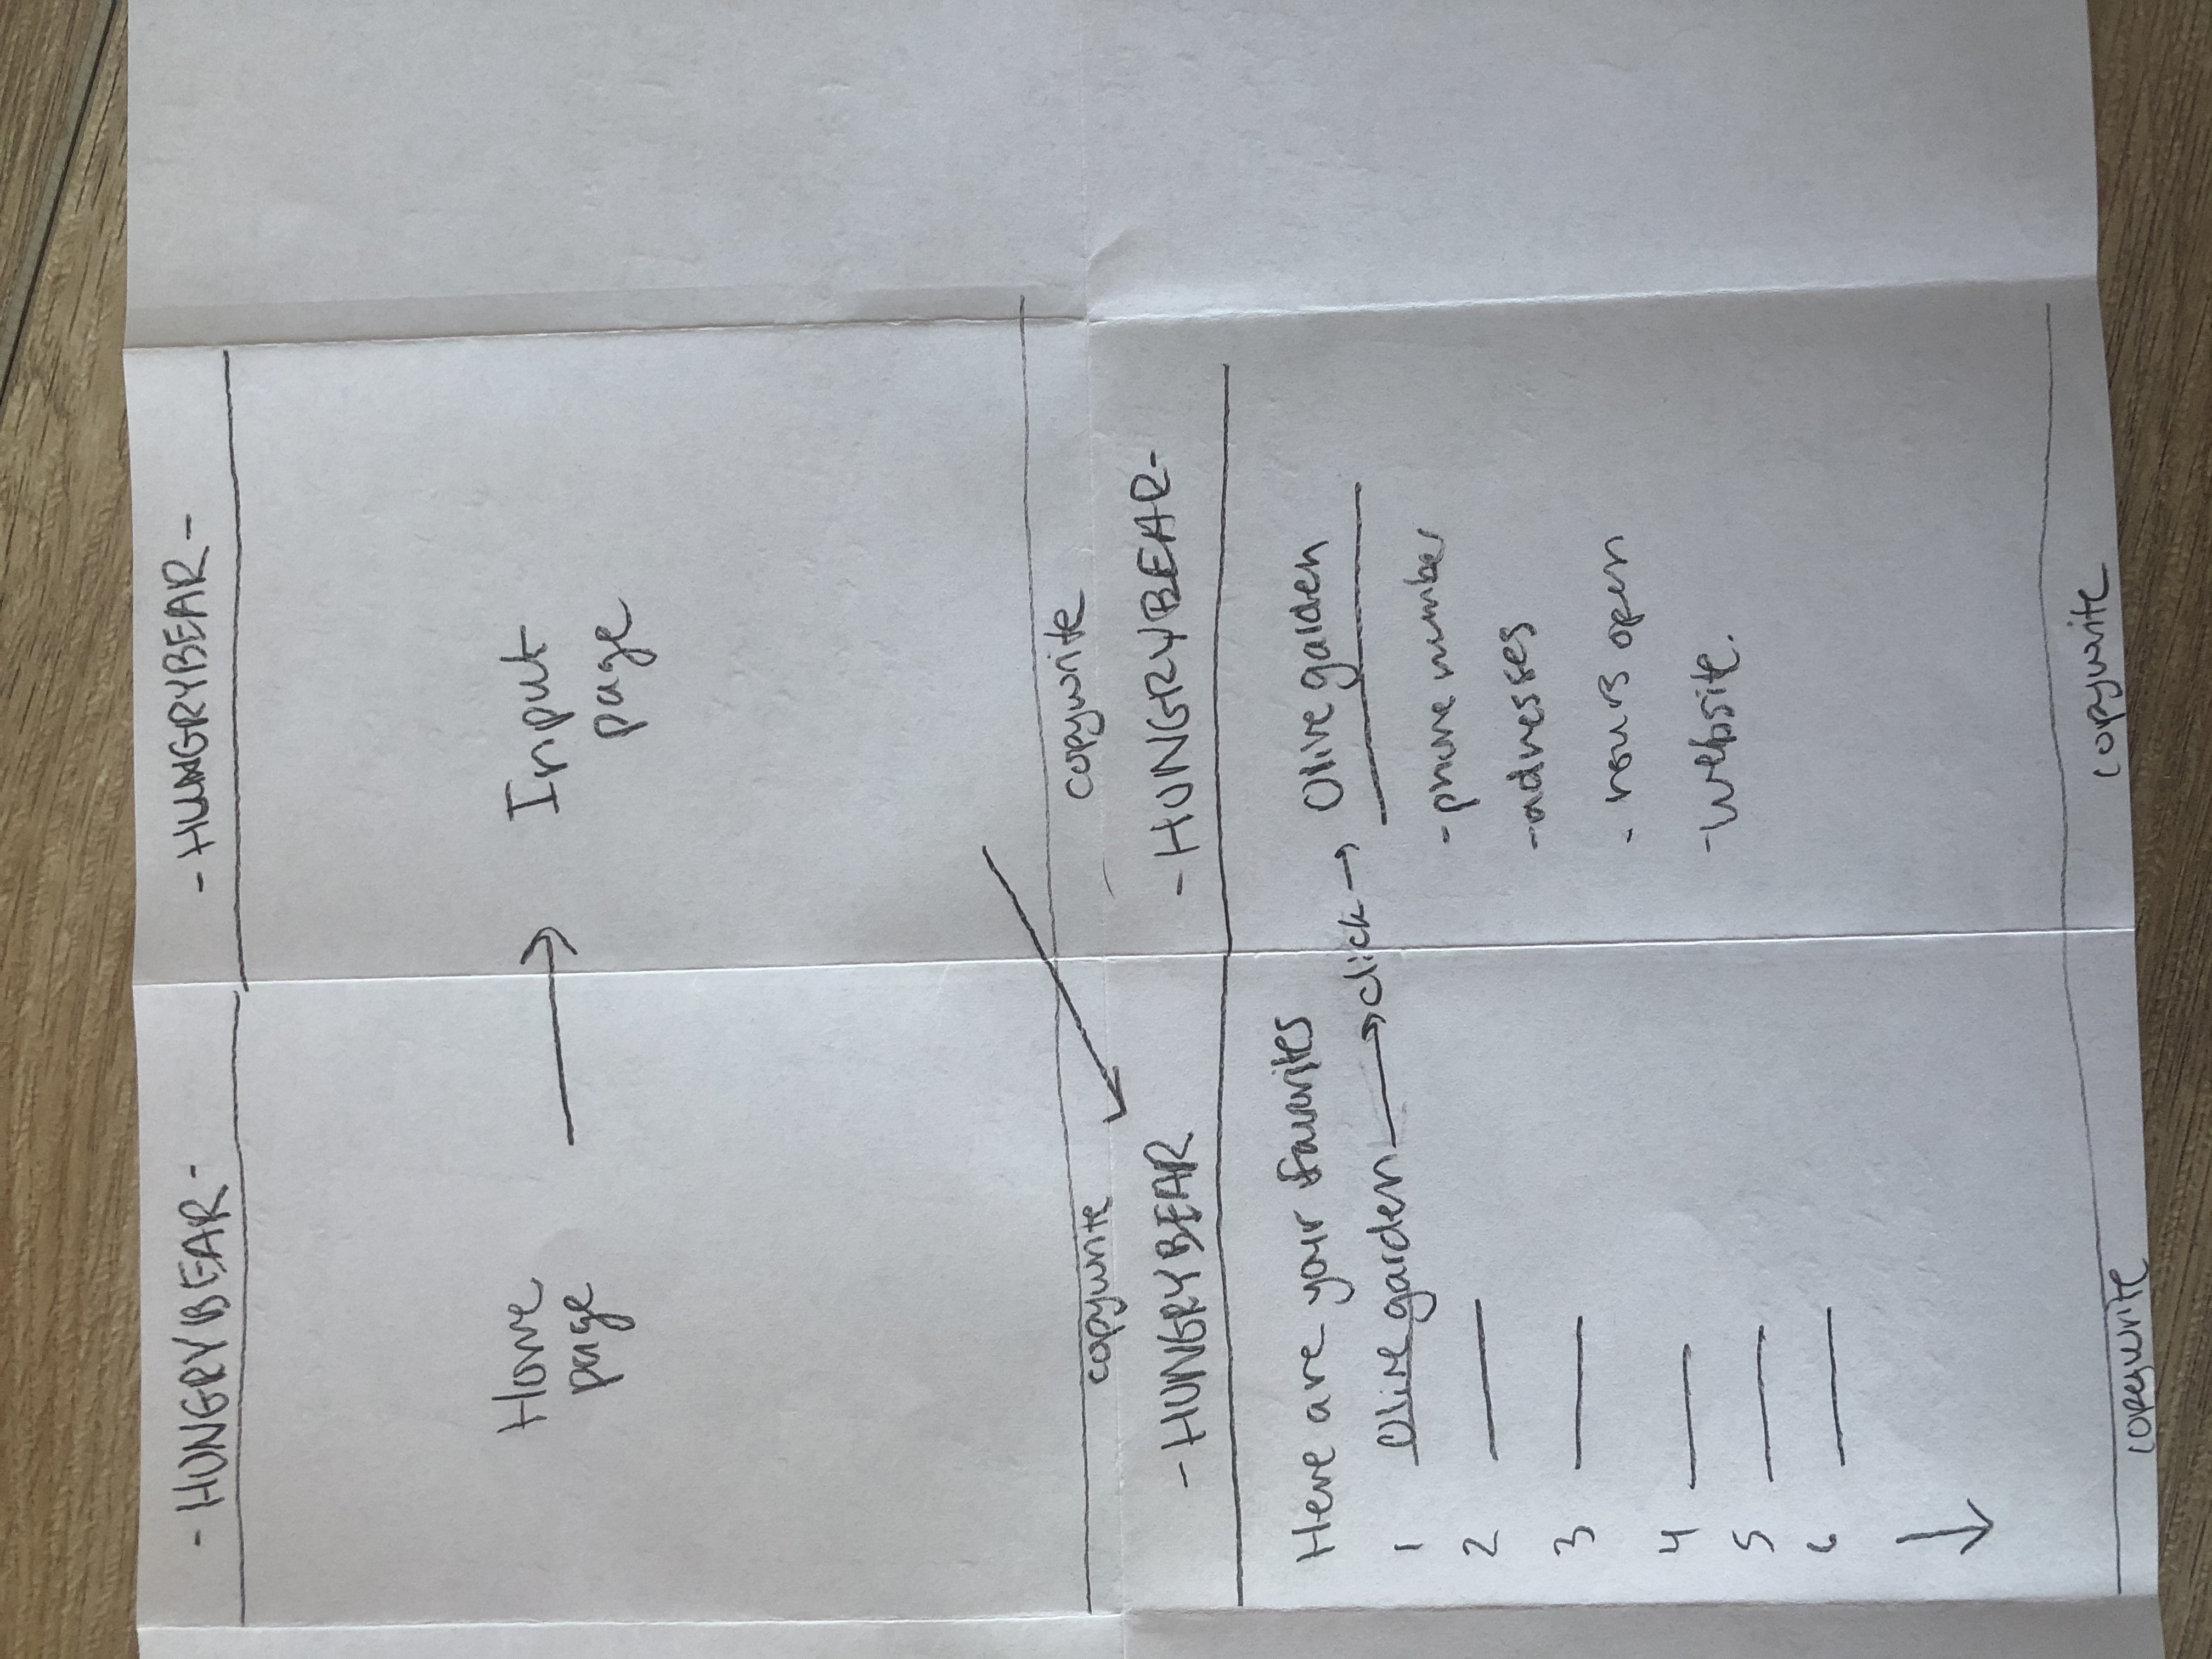 - HUNGRYBEAR -
Home
page
copywrite
- HUNGRYBEAR -
Input
page
copywrite
- HUNGRYBEAR
Here are your favorites
1 Olive garden → click →
2
3
4
5
6
copywrite
- HUNGRYBEAR-
Olive garden
- phone number
- adresses
- hours open
- website.
copywrite